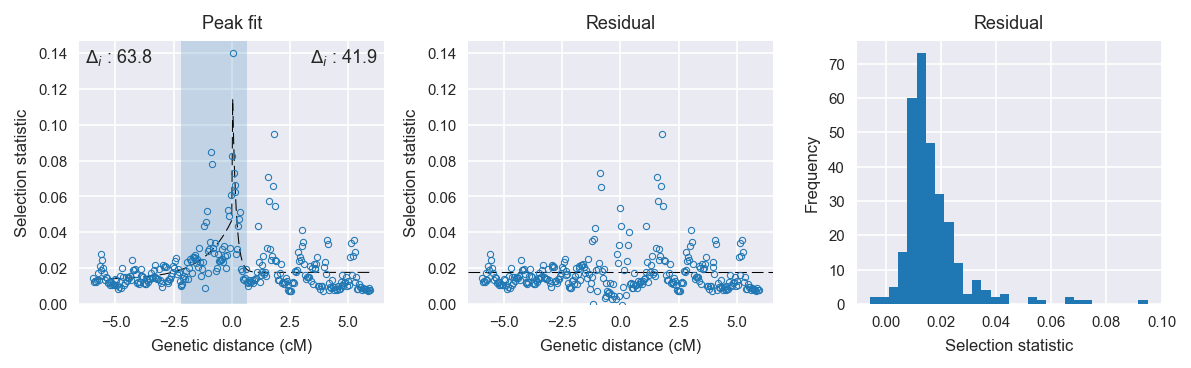 Peak fit
Δi : 63.8
Δi : 41.9
0.14
0.12
0.10
0.08
0.06
0.04
0.02
0.00
−5.0 −2.5 0.0 2.5 5.0
Genetic distance (cM)
Selection statistic
Residual
0.14
0.12
0.10
0.08
0.06
0.04
0.02
0.00
−5.0 −2.5 0.0 2.5 5.0
Genetic distance (cM)
Selection statistic
Residual
70
60
50
40
30
20
10
0
0.00 0.02 0.04 0.06 0.08 0.10
Selection statistic
Frequency